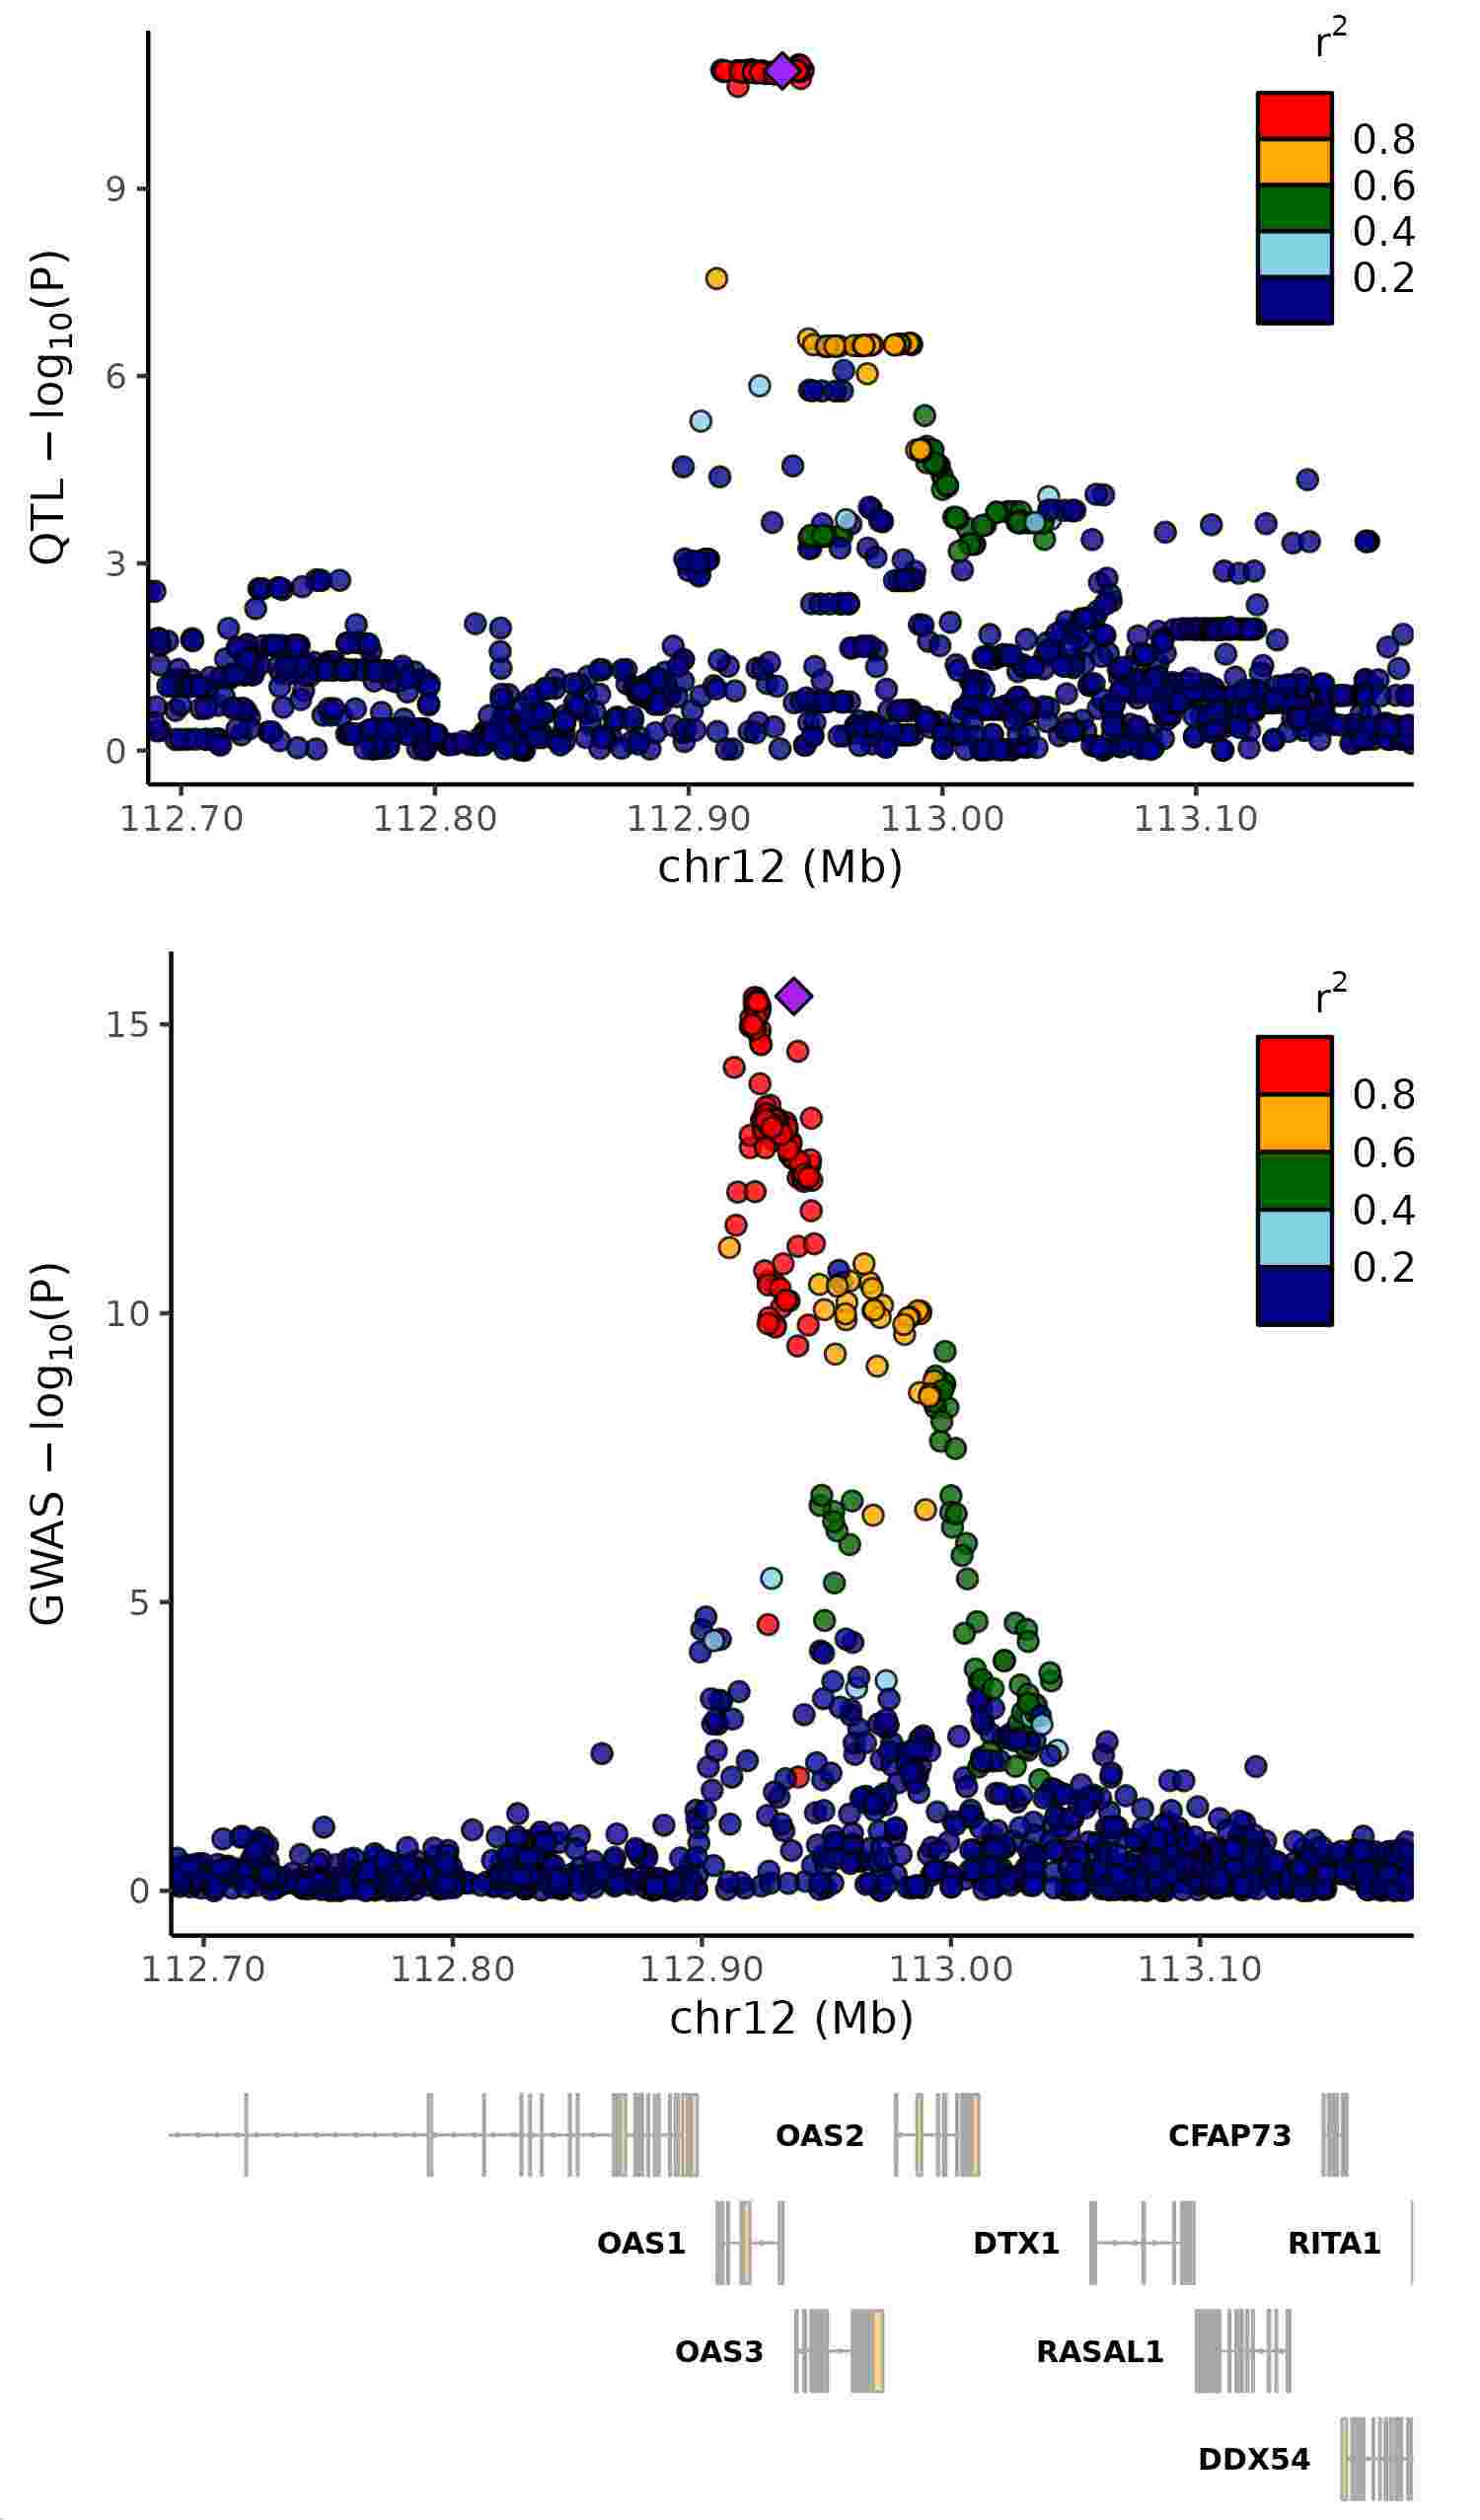 r2
0.8
0.6
0.4
0.2
9
6
3
0
QTL − log10(P)
112.70 112.80 112.90 113.00 113.10
chr12 (Mb)
r2
0.8
0.6
0.4
0.2
15
10
5
0
GWAS − log10(P)
112.70 112.80 112.90 113.00 113.10
chr12 (Mb)
OAS2 CFAP73
OAS1 DTX1 RITA1
OAS3 RASAL1
DDX54